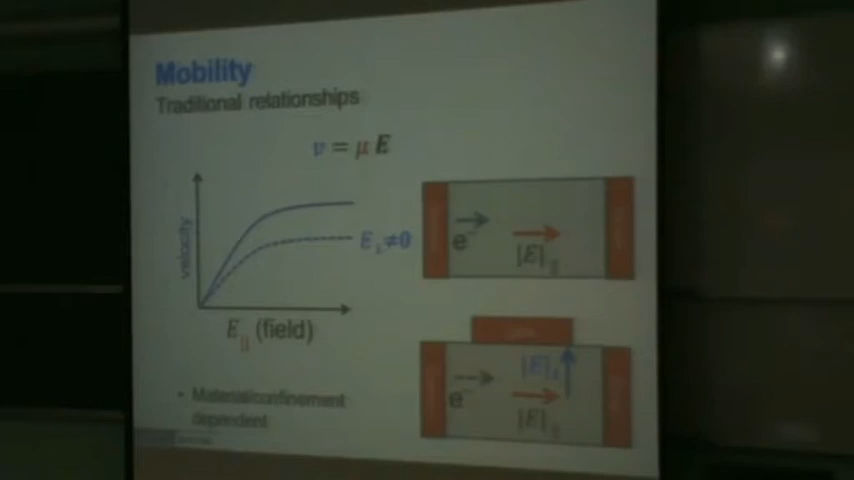 Mobility
Traditional relationships
v = μ E
velocity
E⊥≠0
E|| (field)
e⁻
|E|||
|E|⊥
e⁻
|E|||
• Material/confinement
dependent